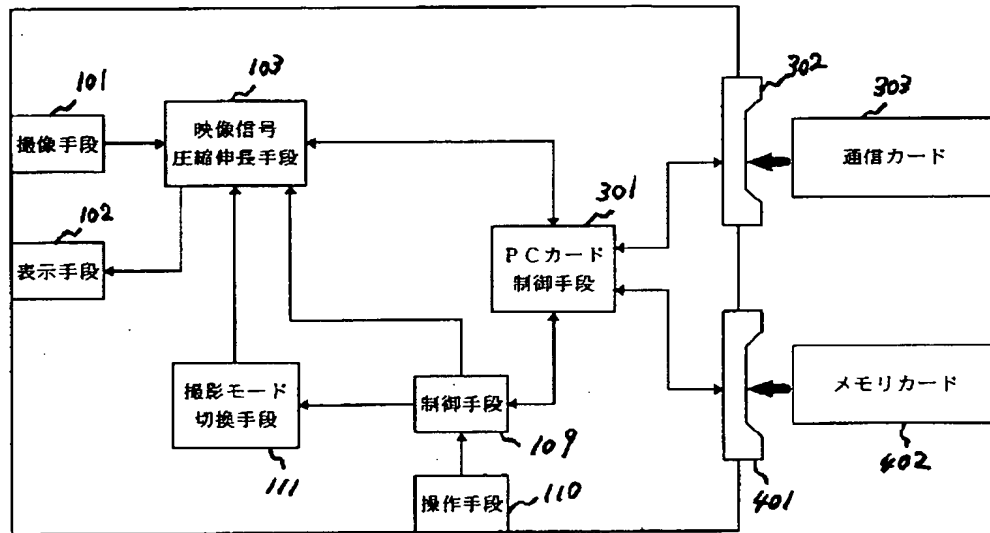 101
撮像手段
102
表示手段
103
映像信号
圧縮伸長手段
301
PCカード
制御手段
302
303
通信カード
撮影モード
切換手段
111
制御手段
109
操作手段
110
401
メモリカード
402